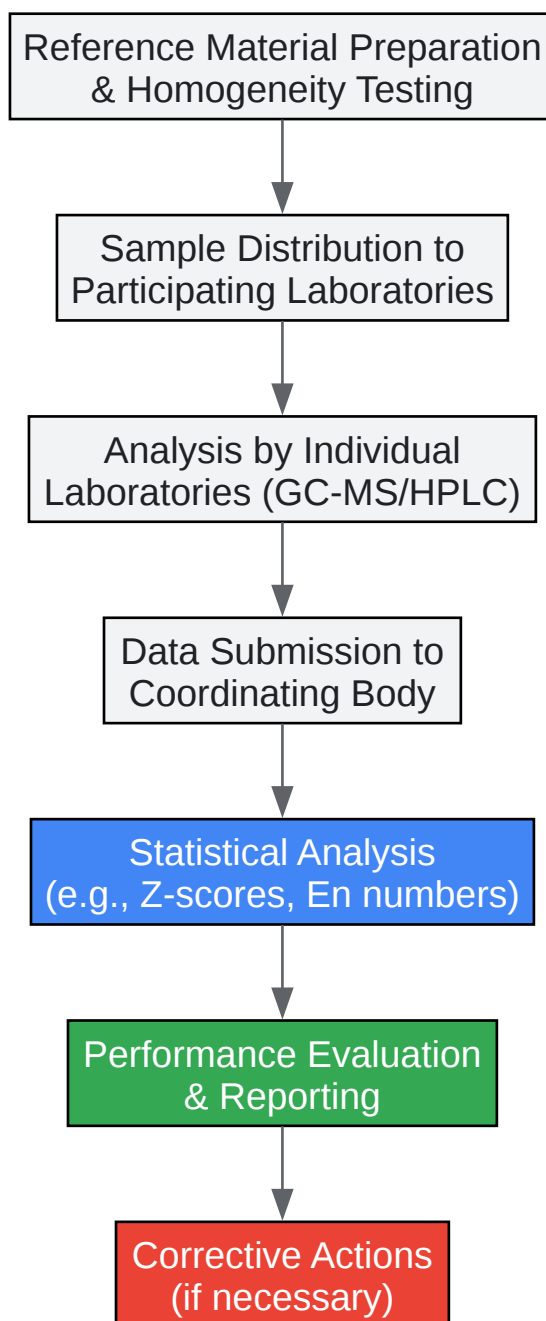 Reference Material Preparation
& Homogeneity Testing
Sample Distribution to
Participating Laboratories
Analysis by Individual
Laboratories (GC-MS/HPLC)
Data Submission to
Coordinating Body
Statistical Analysis
(e.g., Z-scores, En numbers)
Performance Evaluation
& Reporting
Corrective Actions
(if necessary)